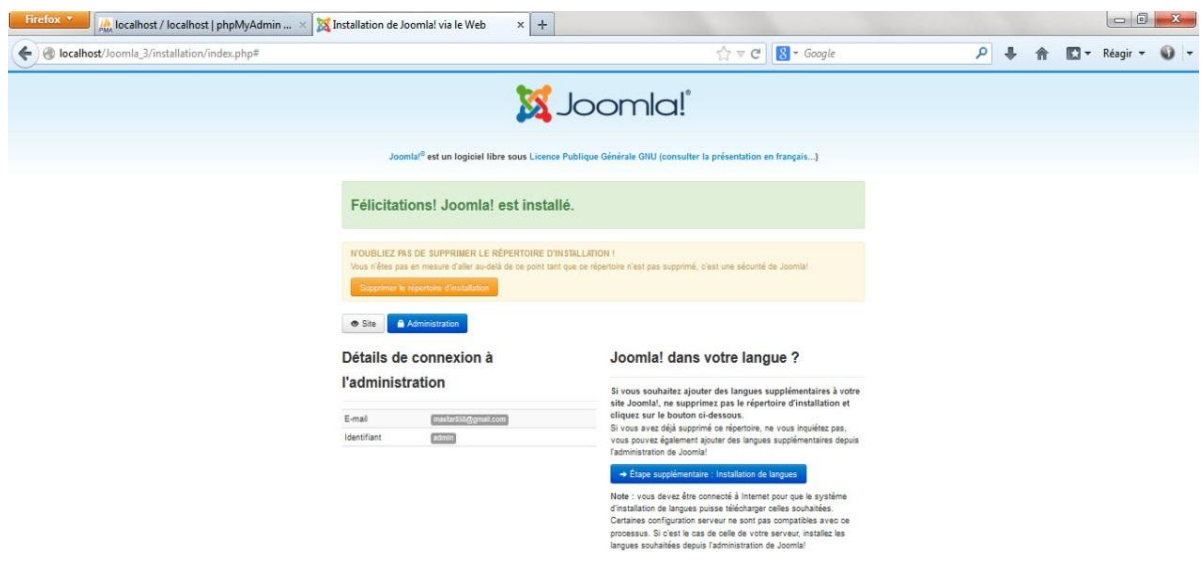 Firefox
localhost / localhost | phpMyAdmin ...
Installation de Joomla! via le Web
localhost/Joomla_3/installation/index.php#
Google
Réagir
Joomla!®
Joomla!® est un logiciel libre sous Licence Publique Générale GNU (consulter la présentation en français...)
Félicitations! Joomla! est installé.
N'OUBLIEZ PAS DE SUPPRIMER LE RÉPERTOIRE D'INSTALLATION !
Vous n'êtes pas en mesure d'aller au-delà de ce point tant que ce répertoire n'est pas supprimé, c'est une sécurité de Joomla!
Supprimer le répertoire d'installation
Site
Administration
Détails de connexion à
l'administration
E-mail
Identifiant
admin
Joomla! dans votre langue ?
Si vous souhaitez ajouter des langues supplémentaires à votre
site Joomla!, ne supprimez pas le répertoire d'installation et
cliquez sur le bouton ci-dessous.
Si vous avez déjà supprimé ce répertoire, ne vous inquiétez pas,
vous pouvez également ajouter des langues supplémentaires depuis
l'administration de Joomla!
Étape supplémentaire : Installation de langues
Note : vous devez être connecté à Internet pour que le système
d'installation de langues puisse télécharger celles souhaitées.
Certaines configuration serveur ne sont pas compatibles avec ce
processus. Si c'est le cas de celle de votre serveur, installez les
langues souhaitées depuis l'administration de Joomla!